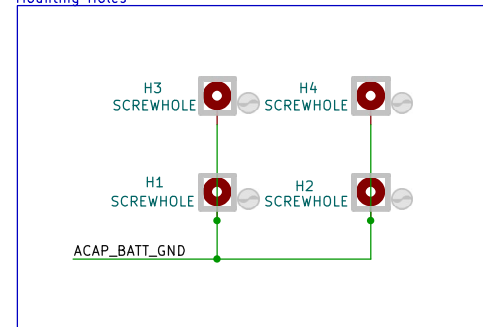 Mounting Holes
H3
SCREWHOLE
H4
SCREWHOLE
H1
SCREWHOLE
H2
SCREWHOLE
ACAP_BATT_GND